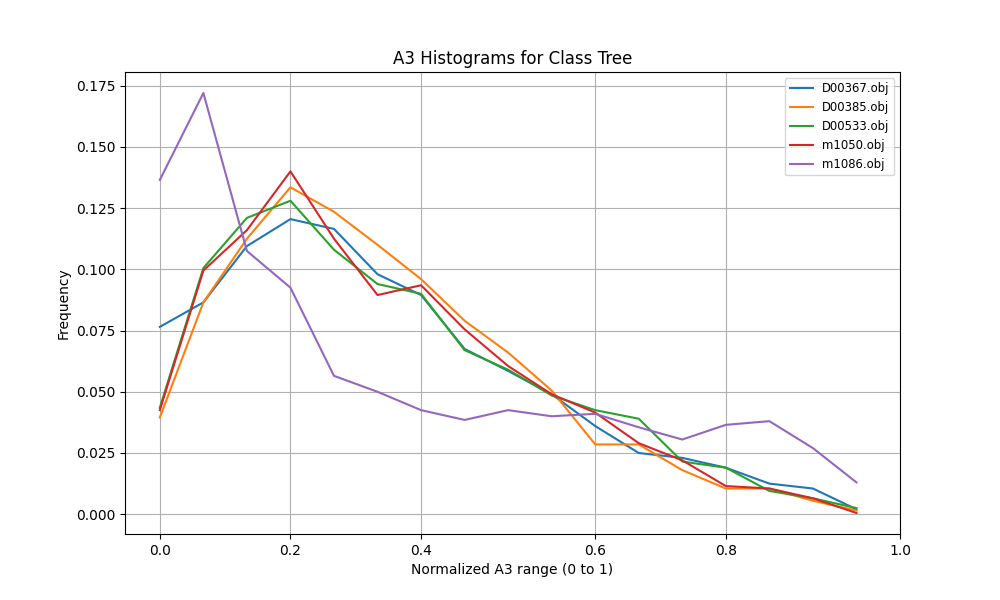 A3 Histograms for Class Tree
0.175
0.150
0.125
0.100
0.075
0.050
0.025
0.000
Frequency
D00367.obj
D00385.obj
D00533.obj
m1050.obj
m1086.obj
0.0 0.2 0.4 0.6 0.8 1.0
Normalized A3 range (0 to 1)